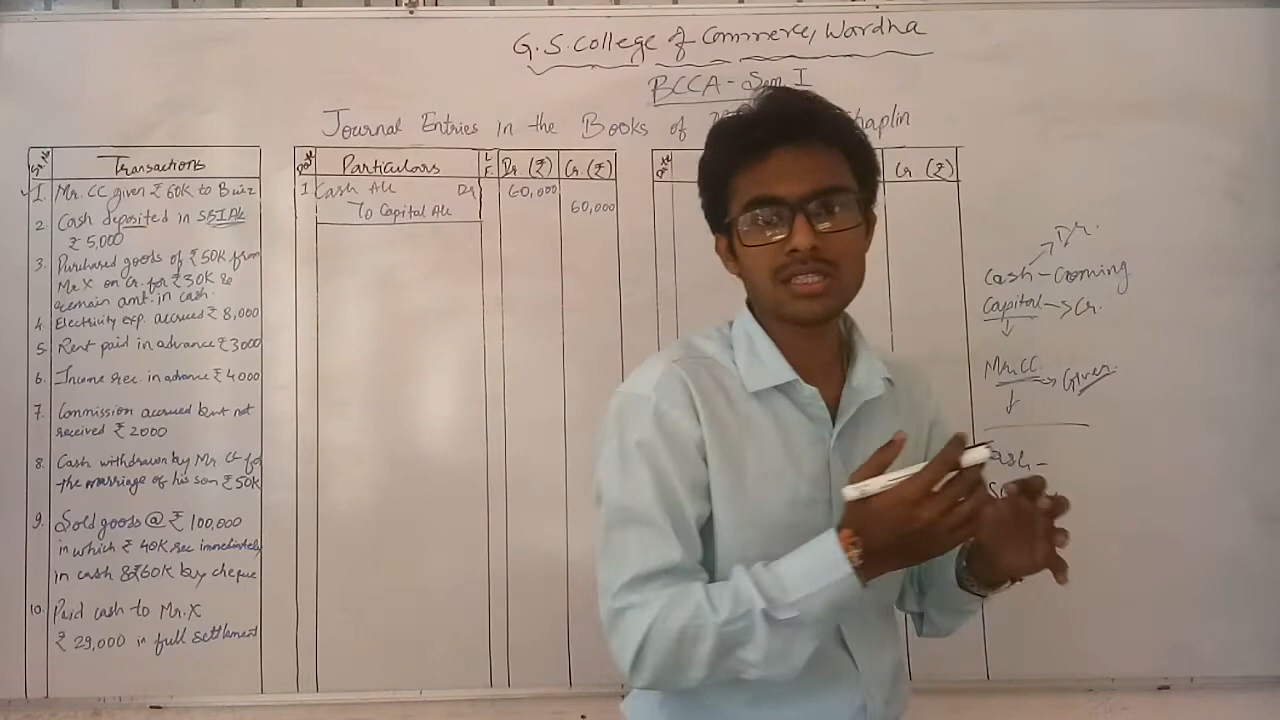 G.S. College of Commerce, Wardha
BCCA - Sem I
Journal Entries in the Books of haplin
Sr. No Transactions
1. Mr. CC given ₹ 60K to Buiz
2. Cash deposited in SBI A/c
₹ 5,000
3. Purchased goods of ₹ 50K from
Mr. X on Cr. for ₹ 30K &
remain amt. in cash.
4. Electricity exp. accrued ₹ 8,000
5. Rent paid in advance ₹ 3000
6. Income rec. in advance ₹ 4000
7. Commission accrued but not
received ₹ 2000
8. Cash withdrawn by Mr. CC for
the marriage of his son ₹ 50K
9. Sold goods @ ₹ 100,000
in which ₹ 40K rec immediately
in cash & ₹ 60K by cheque
10. Paid cash to Mr. X
₹ 29,000 in full settlement
Date Particulars L.F. Dr. (₹) Cr. (₹)
1 Cash A/c Dr 60,000
To Capital A/c 60,000
Date Cr. (₹)
Dr.
Cash - Coming
Capital → Cr.
Mr. CC. → Giver.
ash -